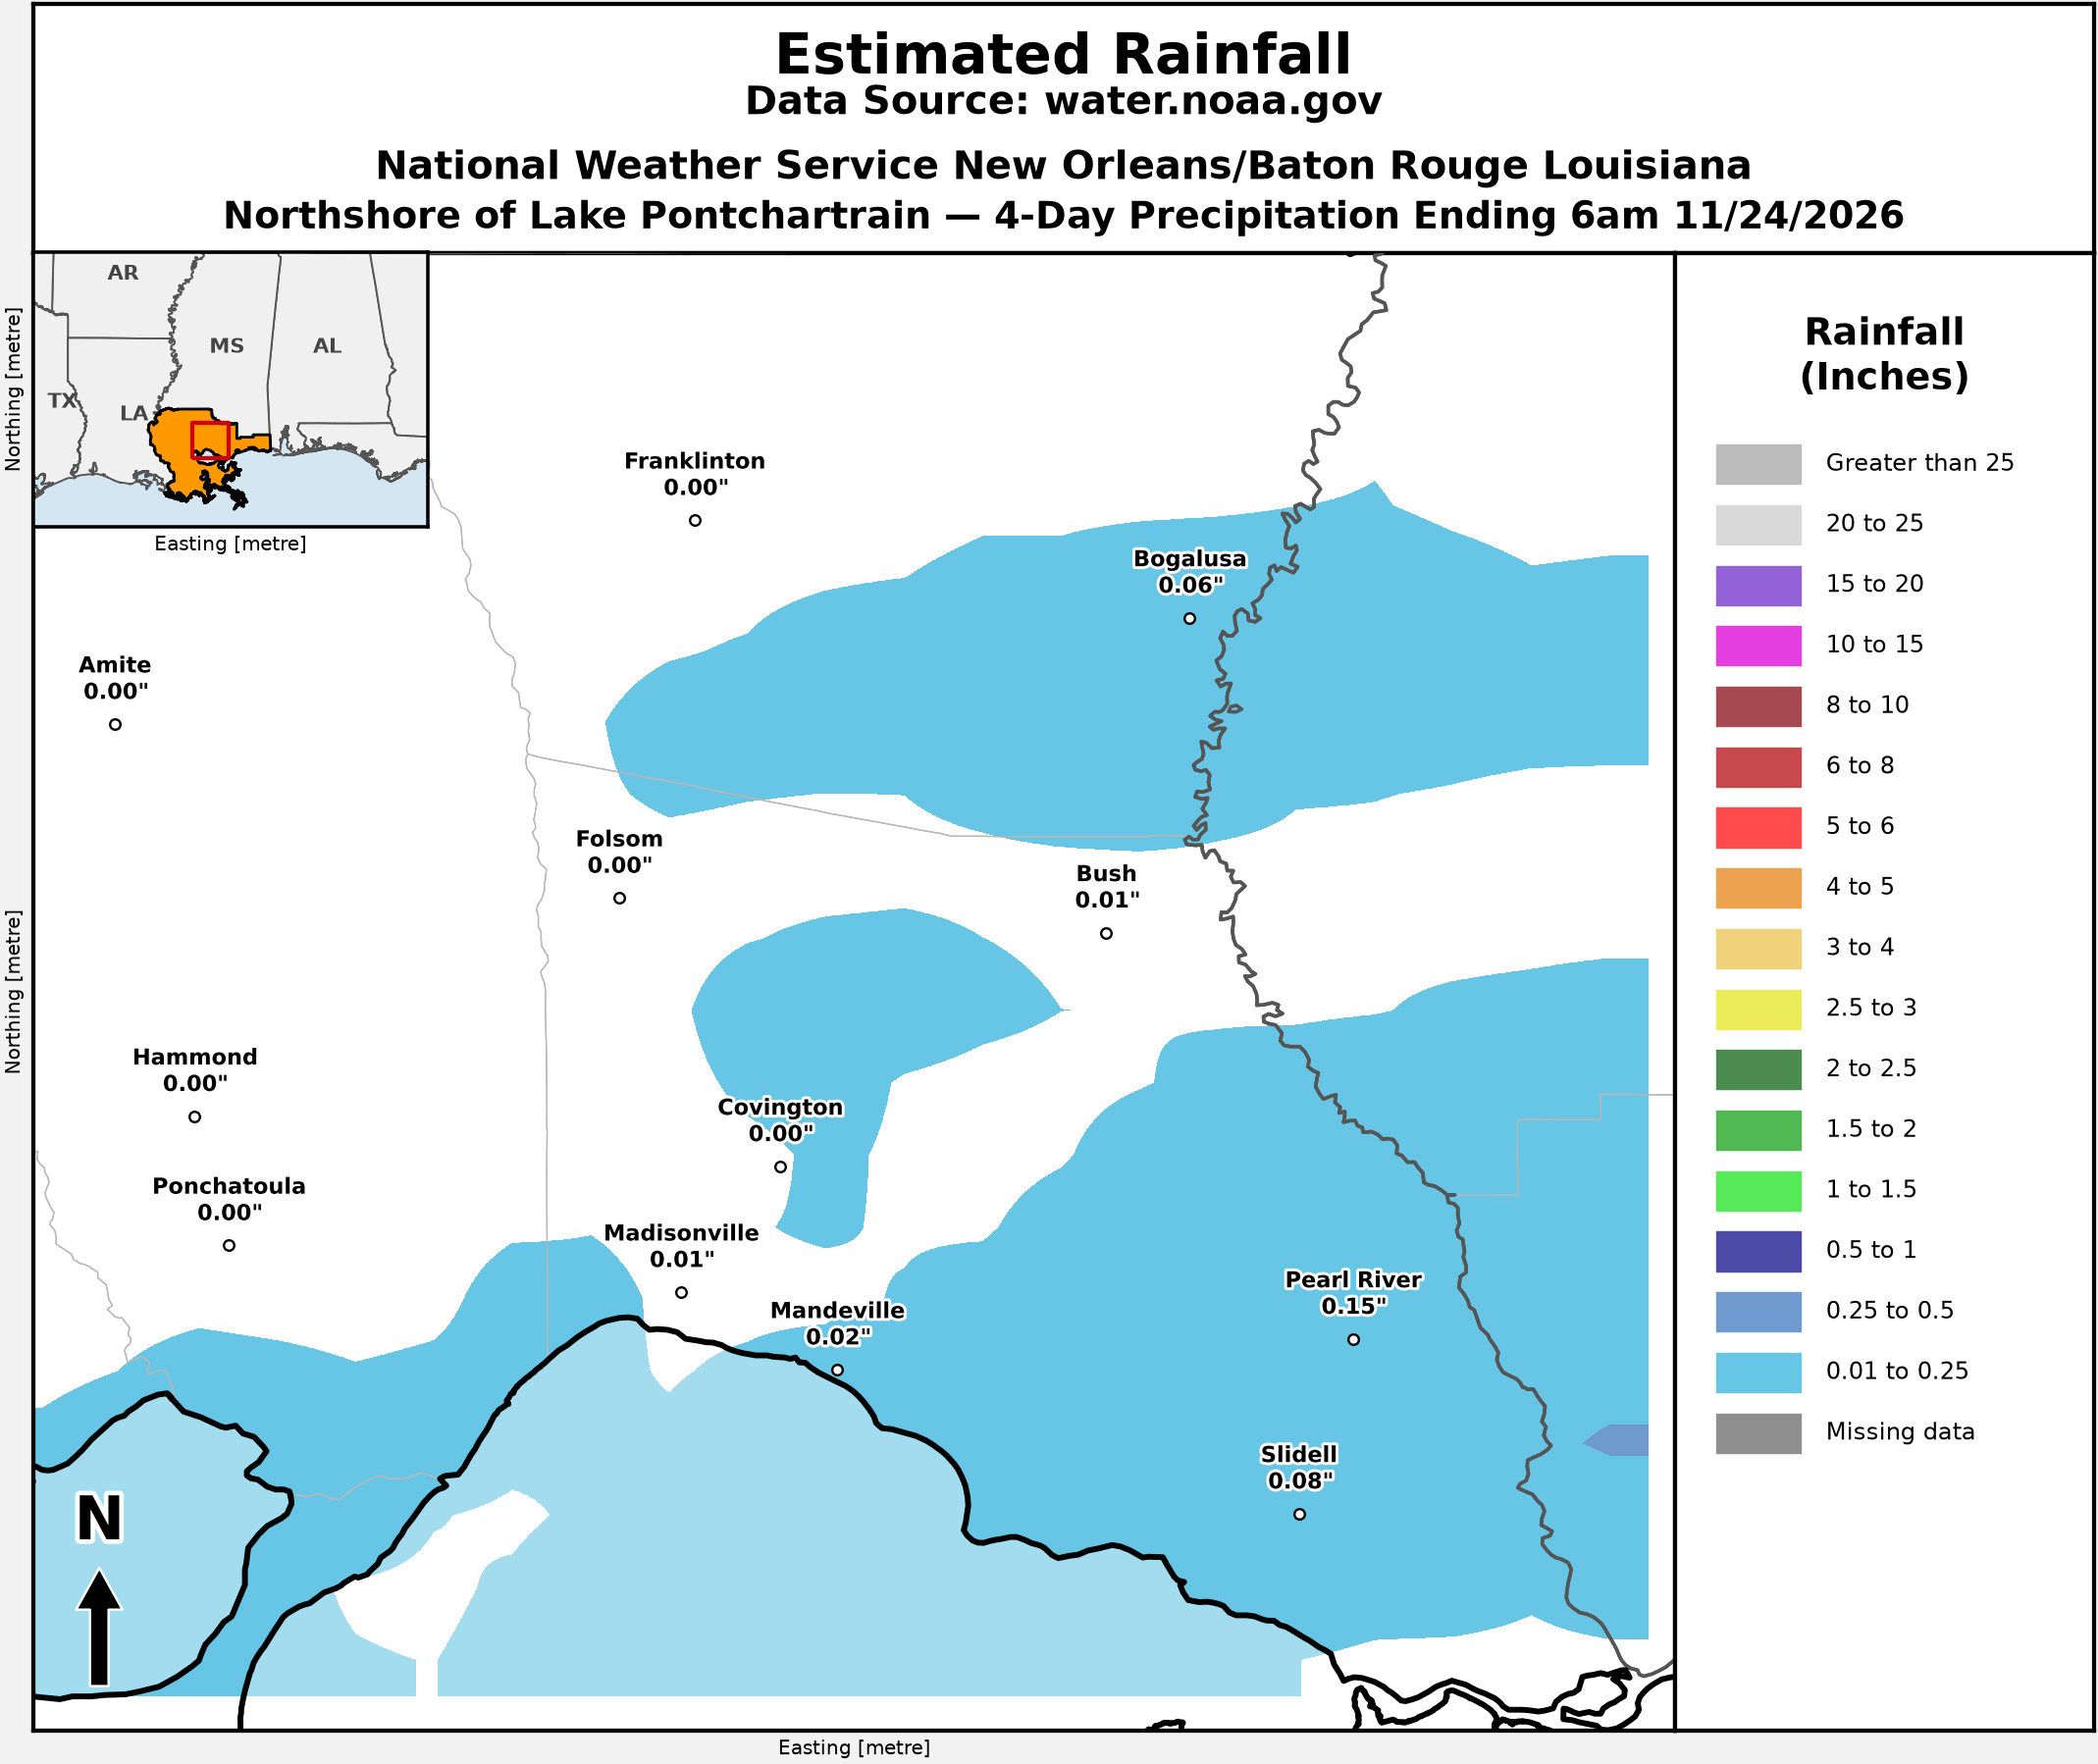 Estimated Rainfall
Data Source: water.noaa.gov
National Weather Service New Orleans/Baton Rouge Louisiana
Northshore of Lake Pontchartrain — 4-Day Precipitation Ending 6am 11/24/2026
AR
MS
AL
TX
LA
Northing [metre]
Easting [metre]
Franklinton
0.00"
Bogalusa
0.06"
Amite
0.00"
Folsom
0.00"
Bush
0.01"
Northing [metre]
Hammond
0.00"
Covington
0.00"
Ponchatoula
0.00"
Madisonville
0.01"
Mandeville
0.02"
Pearl River
0.15"
Slidell
0.08"
N
Easting [metre]
Rainfall
(Inches)
Greater than 25
20 to 25
15 to 20
10 to 15
8 to 10
6 to 8
5 to 6
4 to 5
3 to 4
2.5 to 3
2 to 2.5
1.5 to 2
1 to 1.5
0.5 to 1
0.25 to 0.5
0.01 to 0.25
Missing data